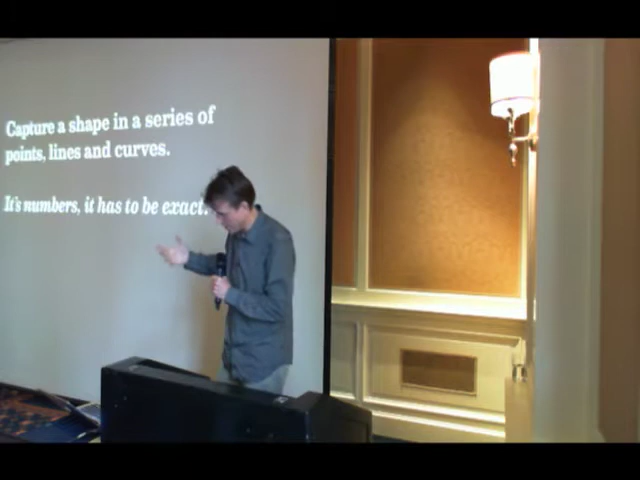 Capture a shape in a series of
points, lines and curves.
It's numbers, it has to be exact.